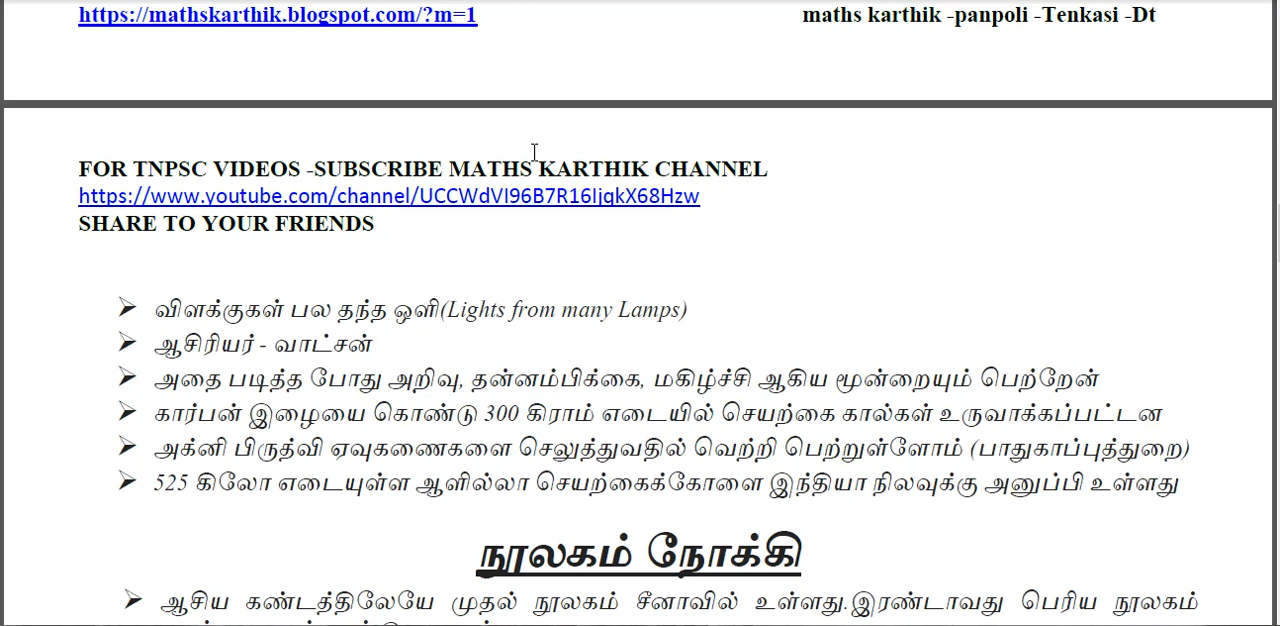 https://mathskarthik.blogspot.com/?m=1 maths karthik -panpoli -Tenkasi -Dt
FOR TNPSC VIDEOS -SUBSCRIBE MATHS KARTHIK CHANNEL
https://www.youtube.com/channel/UCCWdVI96B7R16IjqkX68Hzw
SHARE TO YOUR FRIENDS
➢ விளக்குகள் பல தந்த ஒளி(Lights from many Lamps)
➢ ஆசிரியர் - வாட்சன்
➢ அதை படித்த போது அறிவு, தன்னம்பிக்கை, மகிழ்ச்சி ஆகிய மூன்றையும் பெற்றேன்
➢ கார்பன் இழையை கொண்டு 300 கிராம் எடையில் செயற்கை கால்கள் உருவாக்கப்பட்டன
➢ அக்னி பிருத்வி ஏவுகணைகளை செலுத்துவதில் வெற்றி பெற்றுள்ளோம் (பாதுகாப்புத்துறை)
➢ 525 கிலோ எடையுள்ள ஆளில்லா செயற்கைக்கோளை இந்தியா நிலவுக்கு அனுப்பி உள்ளது
நூலகம் நோக்கி
➢ ஆசிய கண்டத்திலேயே முதல் நூலகம் சீனாவில் உள்ளது.இரண்டாவது பெரிய நூலகம்